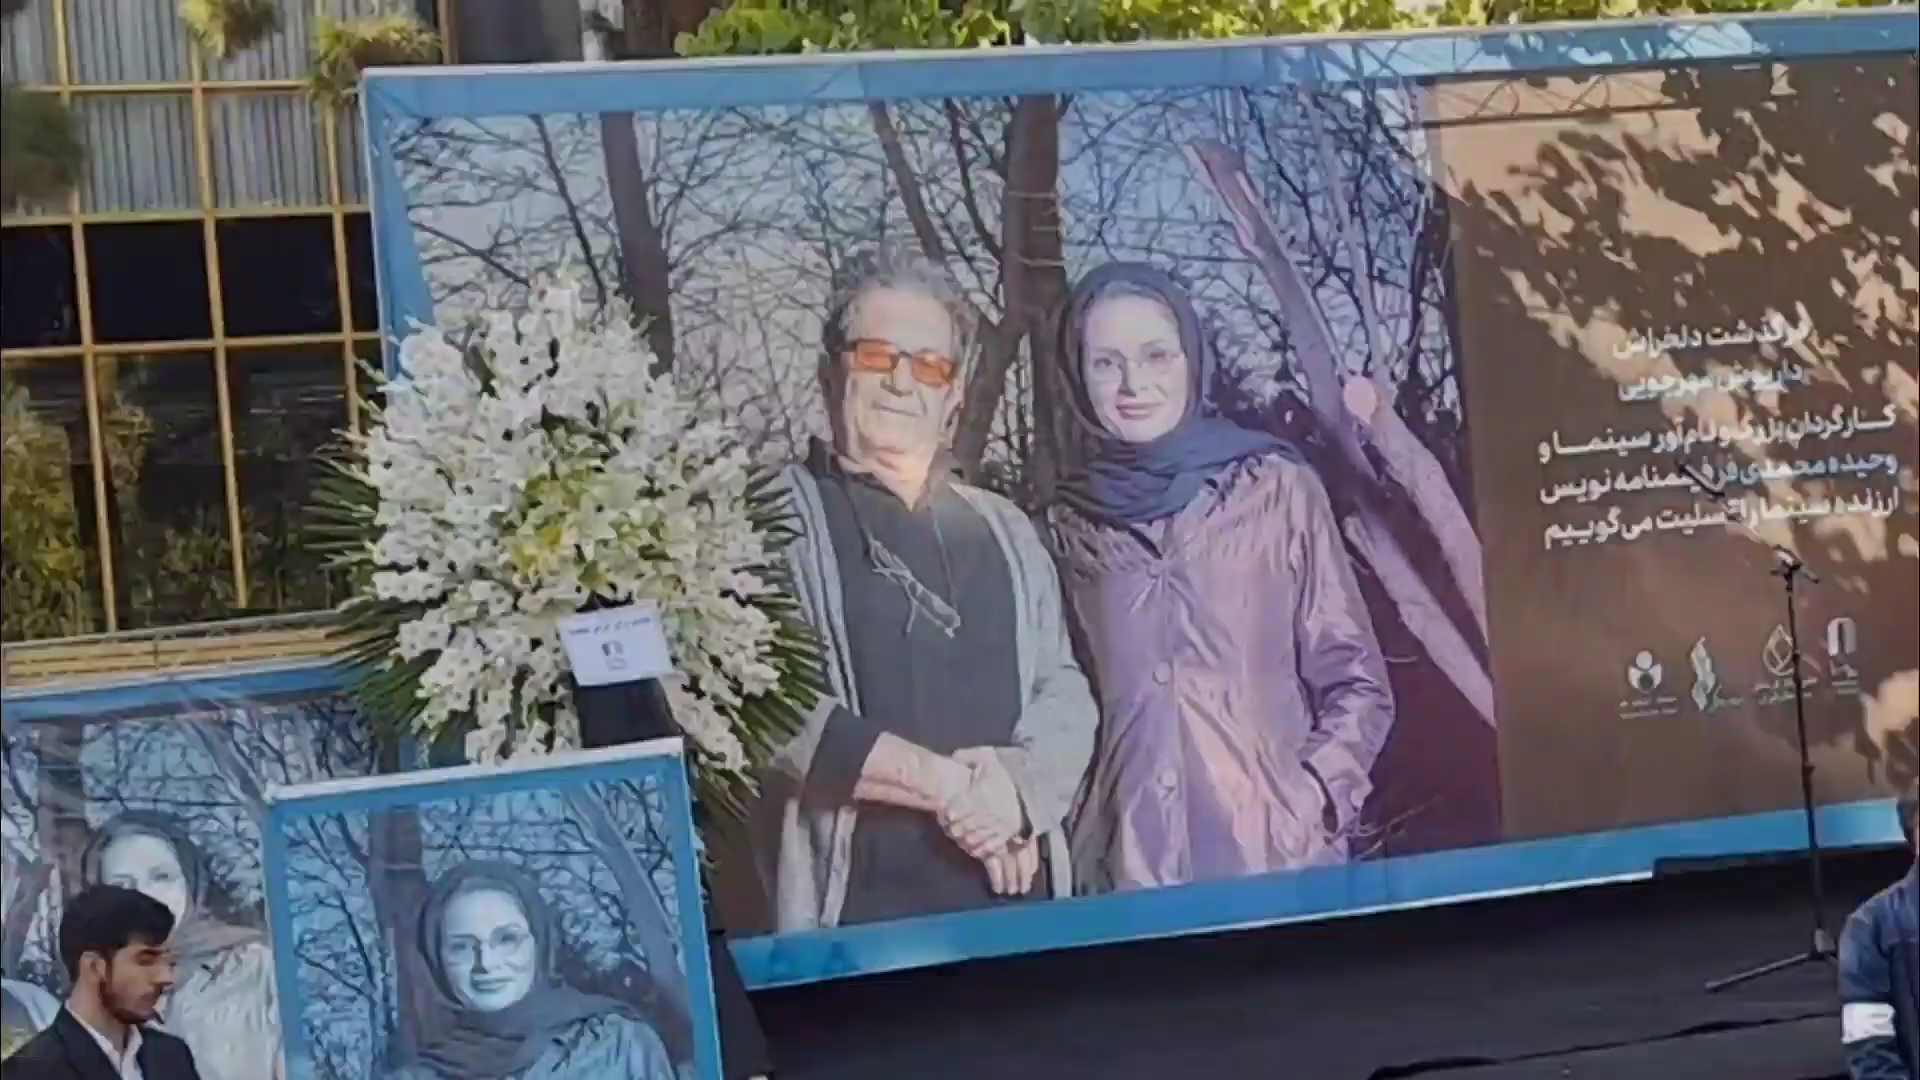 درگذشت دلخراش
داریوش مهرجویی
کارگردان بزرگ و نام‌آور سینما و
وحیده محمدی‌فر فیلمنامه نویس
ارزنده سینما را تسلیت می‌گوییم